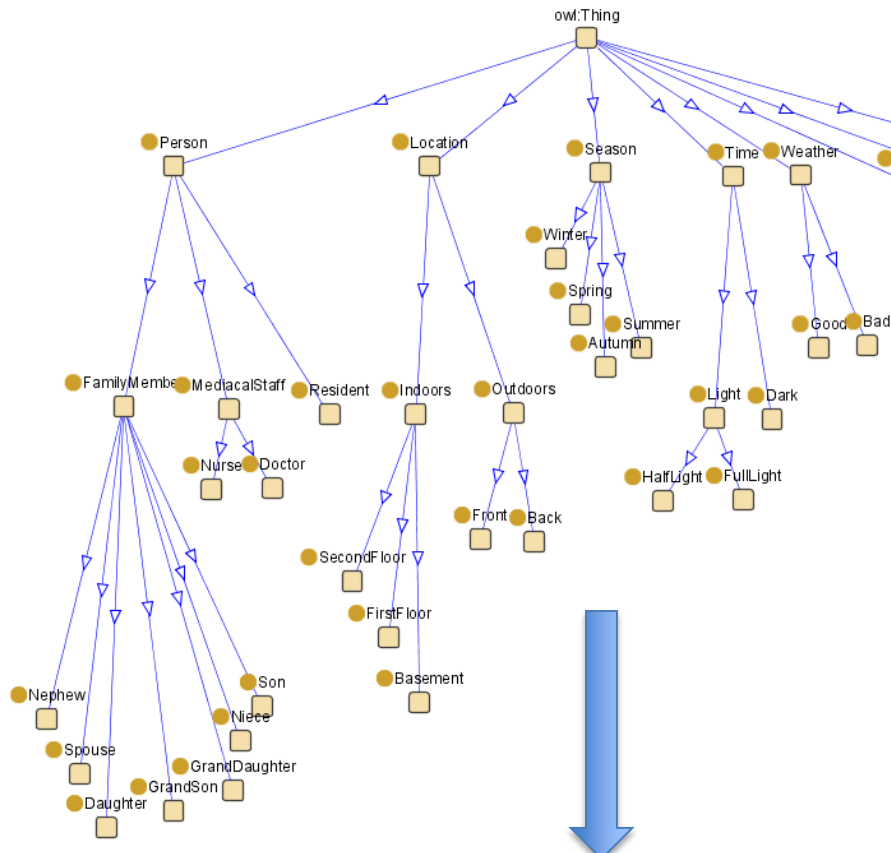 owl:Thing
Person
Location
Season
Time
Weather
Winter
Spring
Summer
Autumn
Good
Bad
FamilyMembe
MediacalStaff
Resident
Indoors
Outdoors
Light
Dark
Nurse
Doctor
HalfLight
FullLight
Front
Back
SecondFloor
FirstFloor
Basement
Nephew
Son
Niece
Spouse
GrandDaughter
GrandSon
Daughter